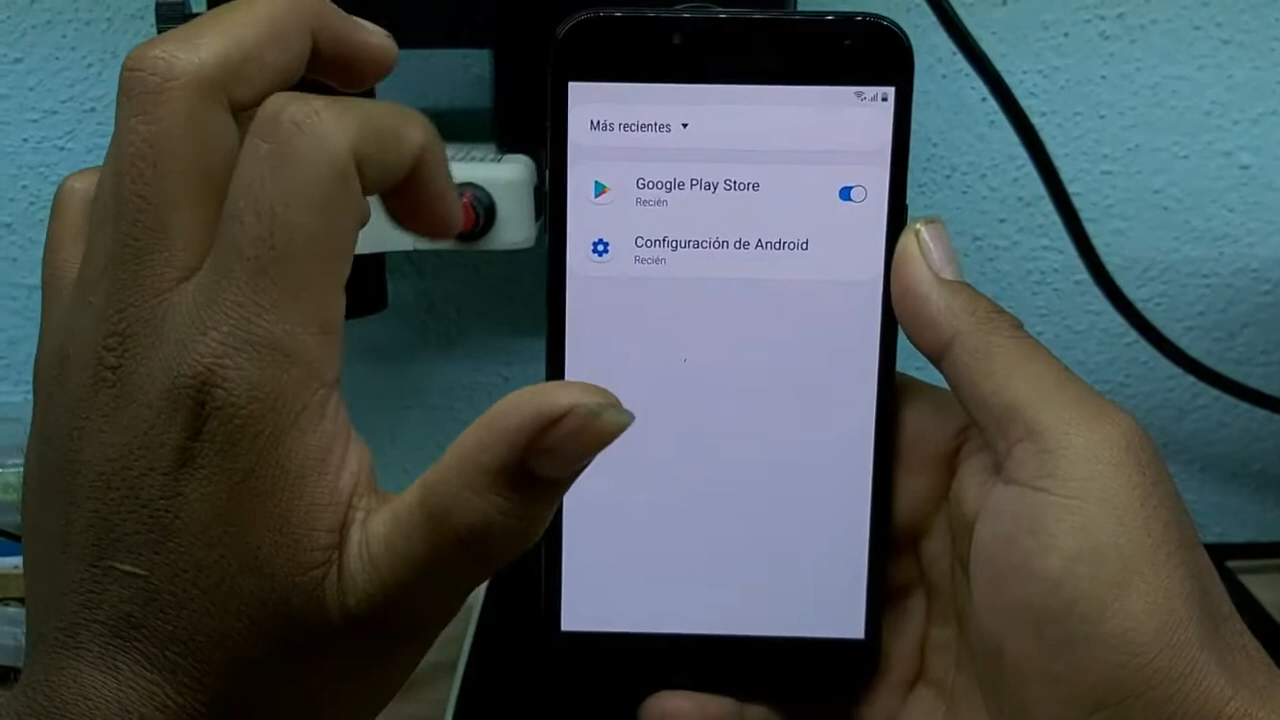 Más recientes
Google Play Store
Recién
Configuración de Android
Recién